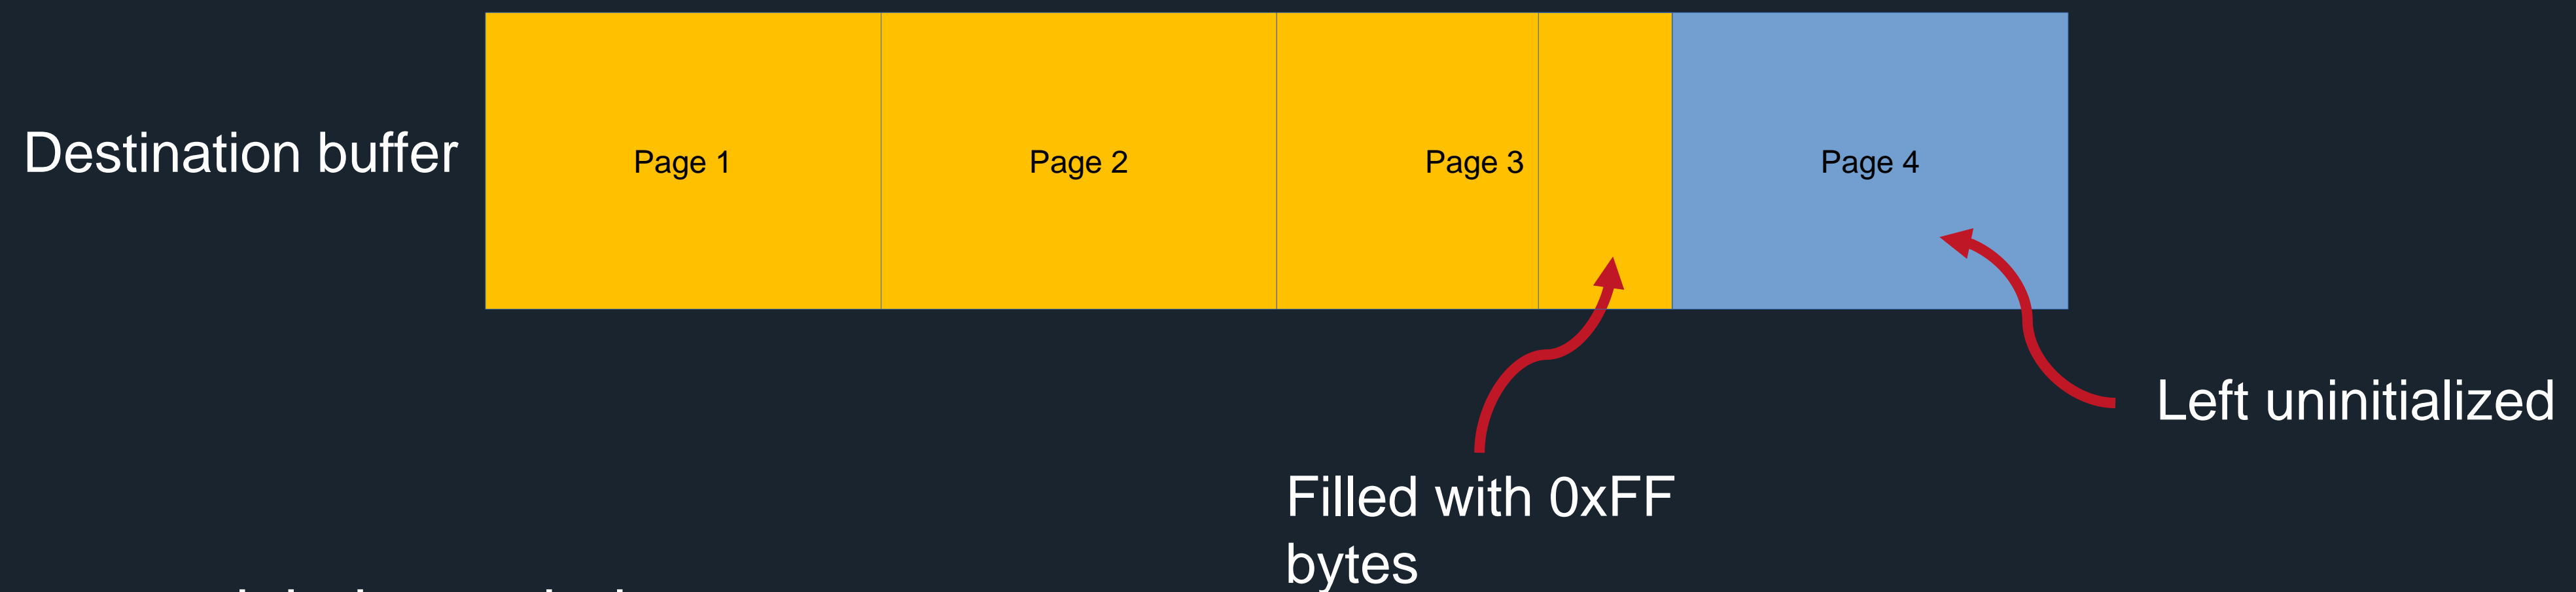 Destination buffer
Page 1
Page 2
Page 3
Page 4
Left uninitialized
Filled with 0xFF
bytes